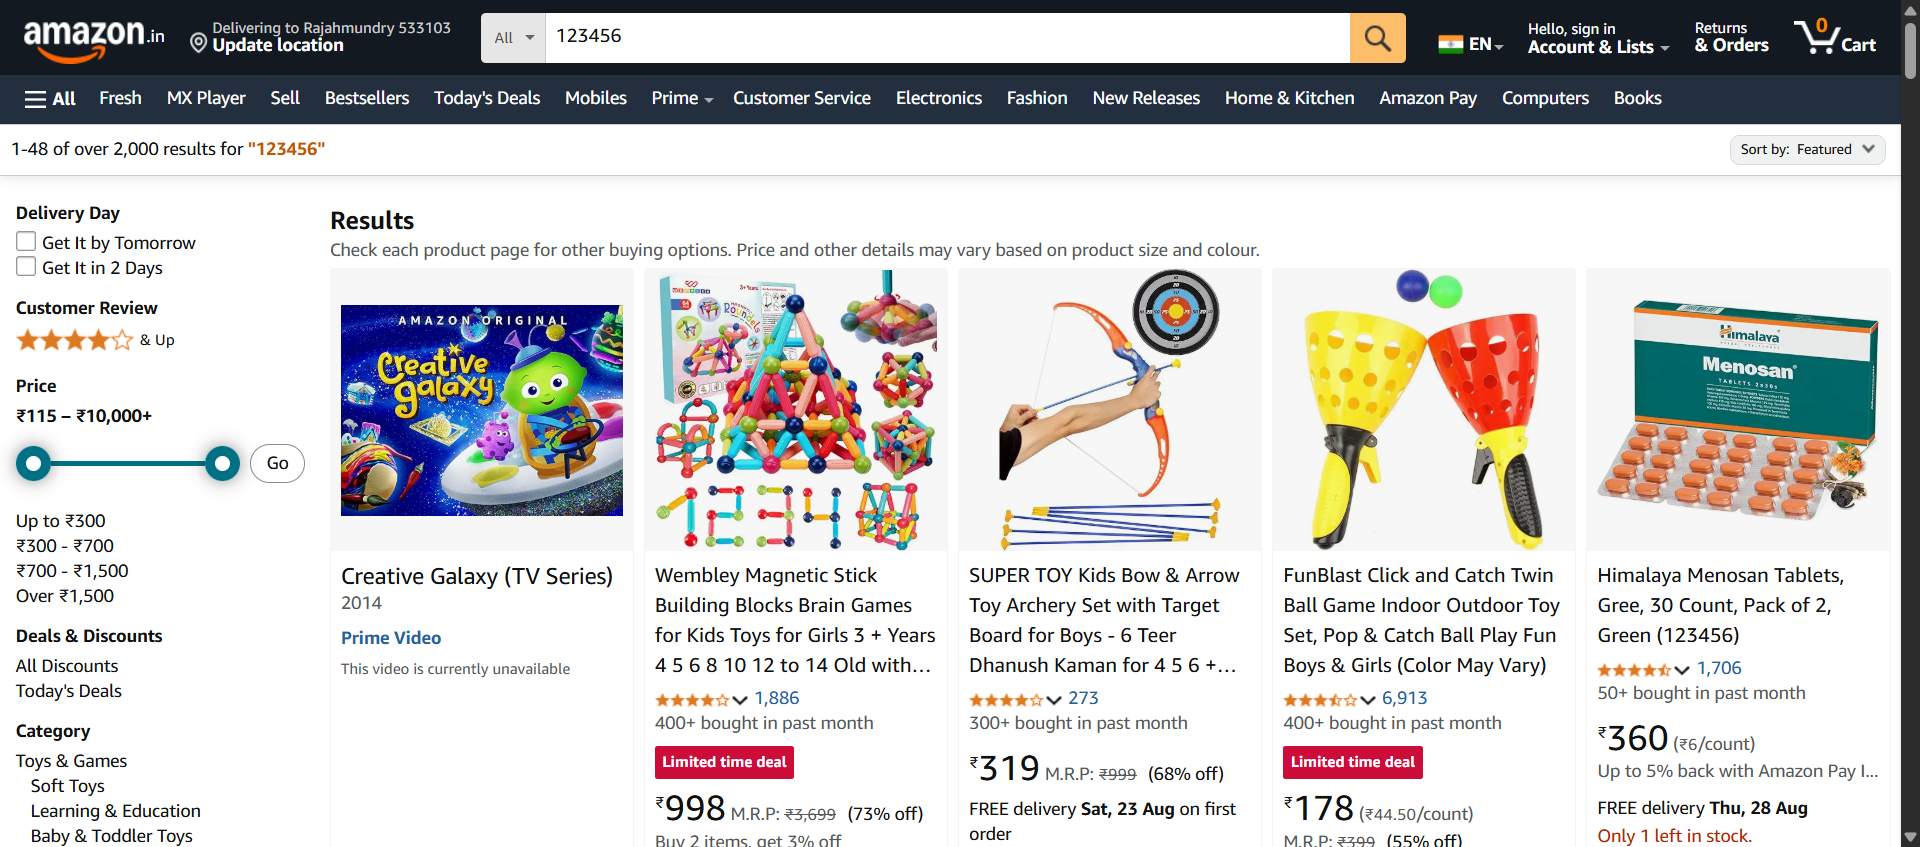 amazon.in
Delivering to Rajahmundry 533103
Update location
All
123456
EN
Hello, sign in
Account & Lists
Returns
& Orders
0
Cart
All
Fresh
MX Player
Sell
Bestsellers
Today's Deals
Mobiles
Prime
Customer Service
Electronics
Fashion
New Releases
Home & Kitchen
Amazon Pay
Computers
Books
1-48 of over 2,000 results for "123456"
Sort by: Featured
Delivery Day
Get It by Tomorrow
Get It in 2 Days
Customer Review
& Up
Price
₹115 – ₹10,000+
Go
Up to ₹300
₹300 - ₹700
₹700 - ₹1,500
Over ₹1,500
Deals & Discounts
All Discounts
Today's Deals
Category
Toys & Games
Soft Toys
Learning & Education
Baby & Toddler Toys
Results
Check each product page for other buying options. Price and other details may vary based on product size and colour.
AMAZON ORIGINAL
Creative
galaxy
Creative Galaxy (TV Series)
2014
Prime Video
This video is currently unavailable
Wembley Magnetic Stick
Building Blocks Brain Games
for Kids Toys for Girls 3 + Years
4 5 6 8 10 12 to 14 Old with...
1,886
400+ bought in past month
Limited time deal
₹998 M.R.P: ₹3,699 (73% off)
Buy 2 items, get 3% off
SUPER TOY Kids Bow & Arrow
Toy Archery Set with Target
Board for Boys - 6 Teer
Dhanush Kaman for 4 5 6 +...
273
300+ bought in past month
₹319 M.R.P: ₹999 (68% off)
FREE delivery Sat, 23 Aug on first
order
FunBlast Click and Catch Twin
Ball Game Indoor Outdoor Toy
Set, Pop & Catch Ball Play Fun
Boys & Girls (Color May Vary)
6,913
400+ bought in past month
Limited time deal
₹178 (₹44.50/count)
M.R.P: ₹399 (55% off)
Himalaya
Menosan
TABLETS 2x30s
Himalaya Menosan Tablets,
Gree, 30 Count, Pack of 2,
Green (123456)
1,706
50+ bought in past month
₹360 (₹6/count)
Up to 5% back with Amazon Pay I...
FREE delivery Thu, 28 Aug
Only 1 left in stock.